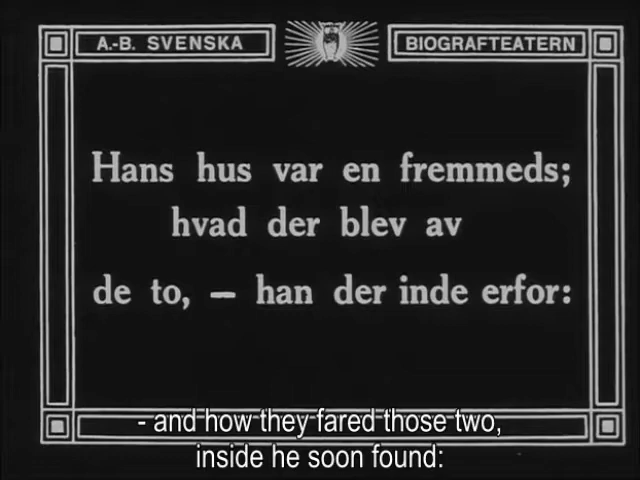 A.-B. SVENSKA
BIOGRAFTEATERN
Hans hus var en fremmeds;
hvad der blev av
de to, — han der inde erfor:
- and how they fared those two,
inside he soon found: